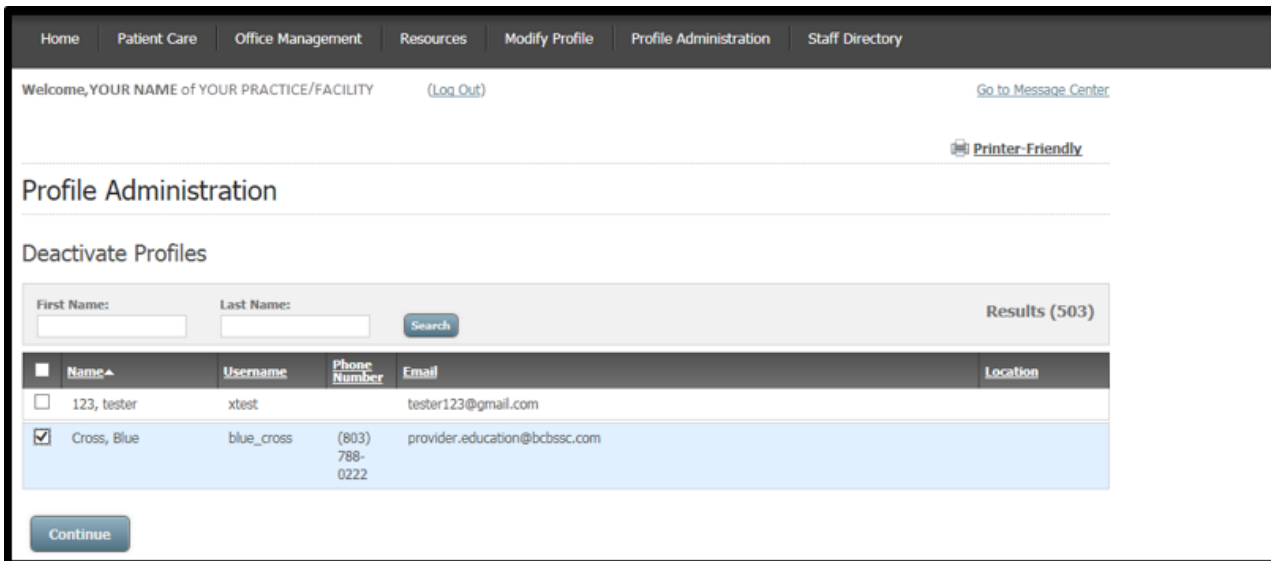 Home Patient Care Office Management Resources Modify Profile Profile Administration Staff Directory
Welcome,YOUR NAME of YOUR PRACTICE/FACILITY (Log Out) Go to Message Center
Printer-Friendly
Profile Administration
Deactivate Profiles
First Name: Last Name:
Search Results (503)
Name Username Phone Number Email Location
123, tester xtest tester123@gmail.com
Cross, Blue blue_cross (803) provider.education@bcbssc.com
788-
0222
Continue